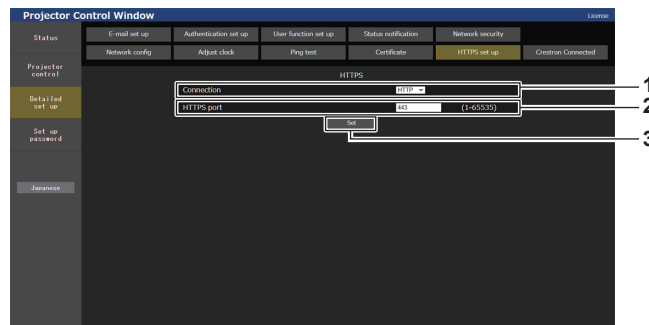 Projector Control Window
License
Status
E-mail set up
Authentication set up
User function set up
Status notification
Network security
Network config
Adjust clock
Ping test
Certificate
HTTPS set up
Crestron Connected
Projector
control
Detailed
set up
Set up
password
Japanese
HTTPS
Connection
HTTP
1
HTTPS port
443
(1-65535)
2
Set
3